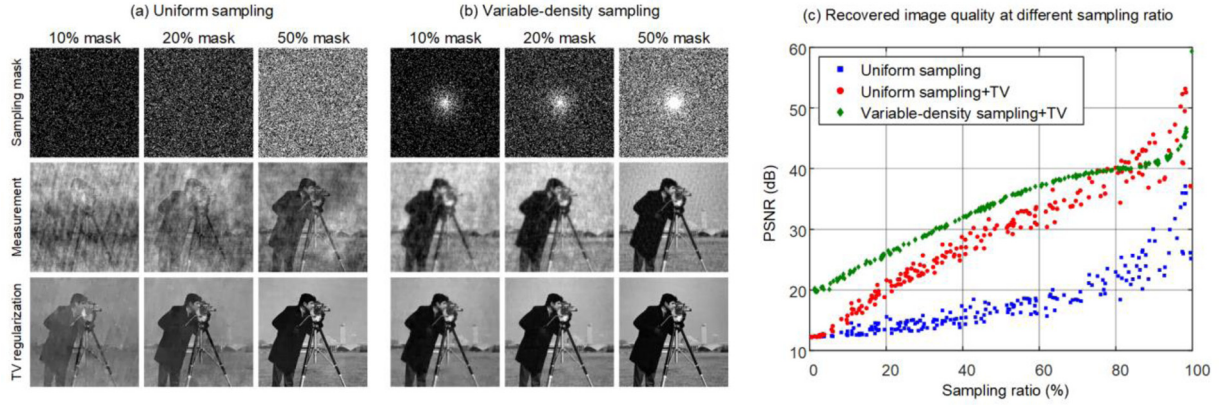 (a) Uniform sampling
10% mask 20% mask 50% mask
Sampling mask
Measurement
TV regularization
(b) Variable-density sampling
10% mask 20% mask 50% mask
(c) Recovered image quality at different sampling ratio
60
50
40
30
20
10
PSNR (dB)
Uniform sampling
Uniform sampling+TV
Variable-density sampling+TV
0 20 40 60 80 100
Sampling ratio (%)